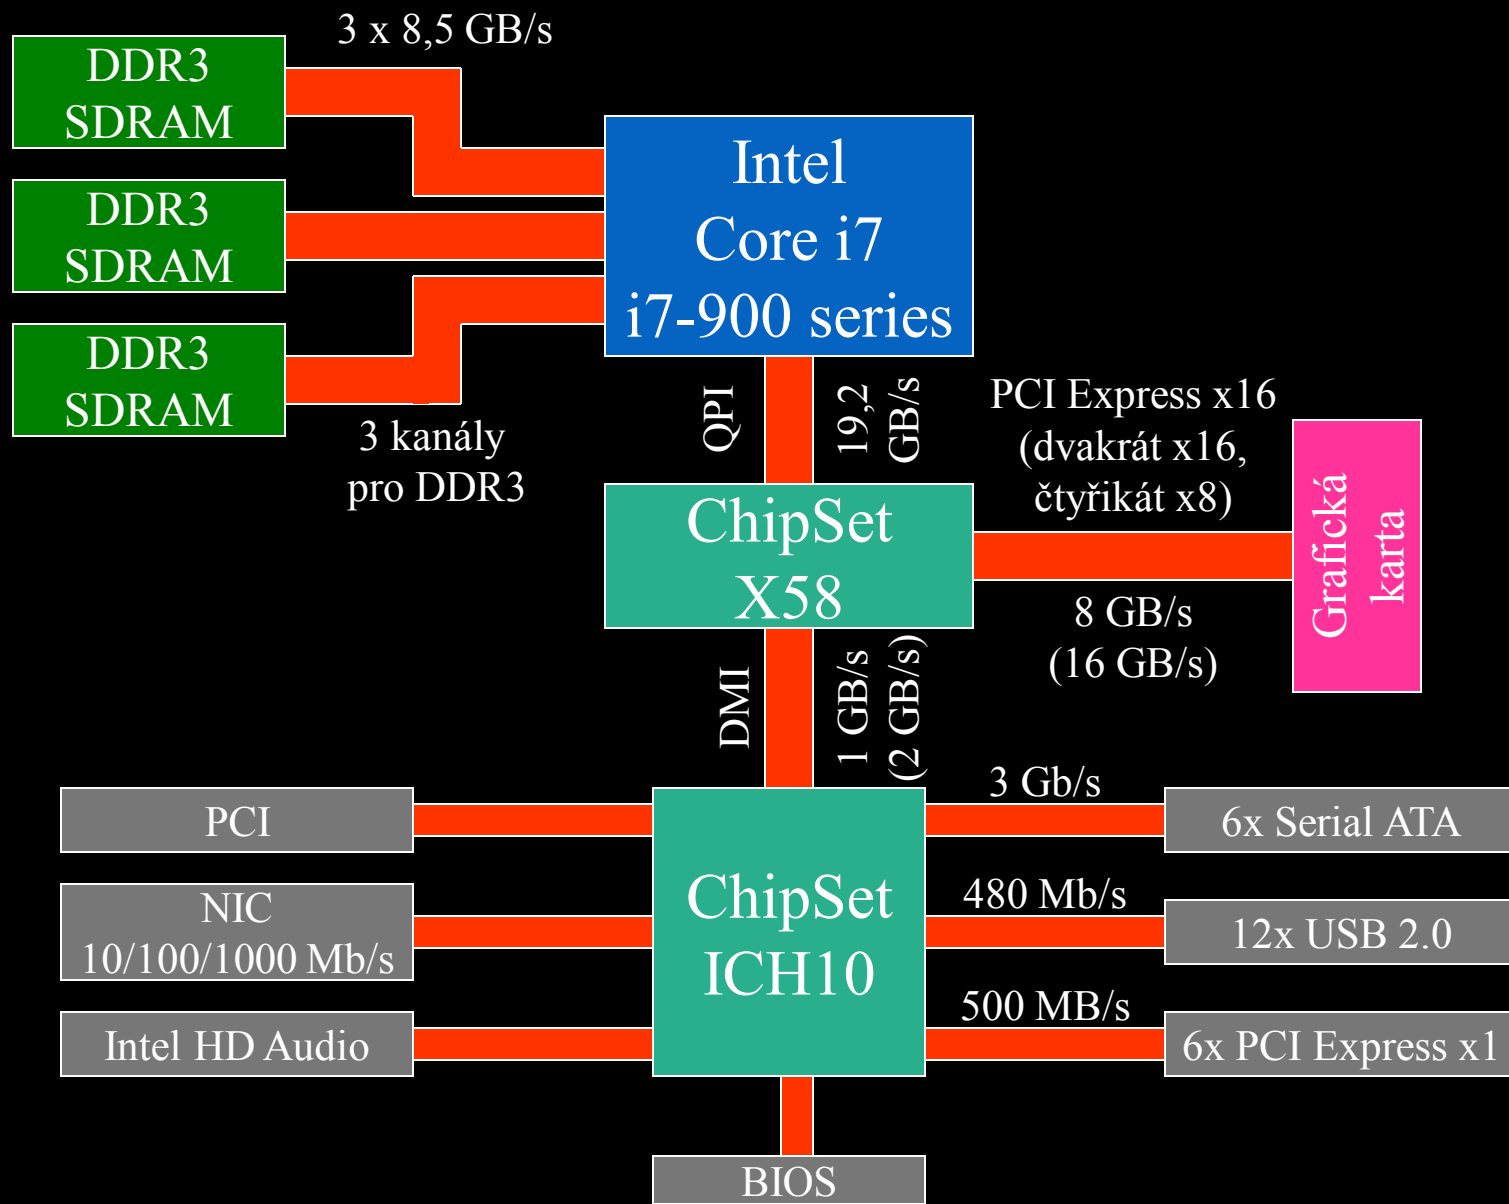 3 x 8,5 GB/s
DDR3
SDRAM
DDR3
SDRAM
DDR3
SDRAM
3 kanály
pro DDR3
Intel
Core i7
i7-900 series
QPI
19,2
GB/s
PCI Express x16
(dvakrát x16,
čtyřikát x8)
Grafická
karta
ChipSet
X58
8 GB/s
(16 GB/s)
DMI
1 GB/s
(2 GB/s)
PCI
NIC
10/100/1000 Mb/s
Intel HD Audio
ChipSet
ICH10
3 Gb/s
6x Serial ATA
480 Mb/s
12x USB 2.0
500 MB/s
6x PCI Express x1
BIOS